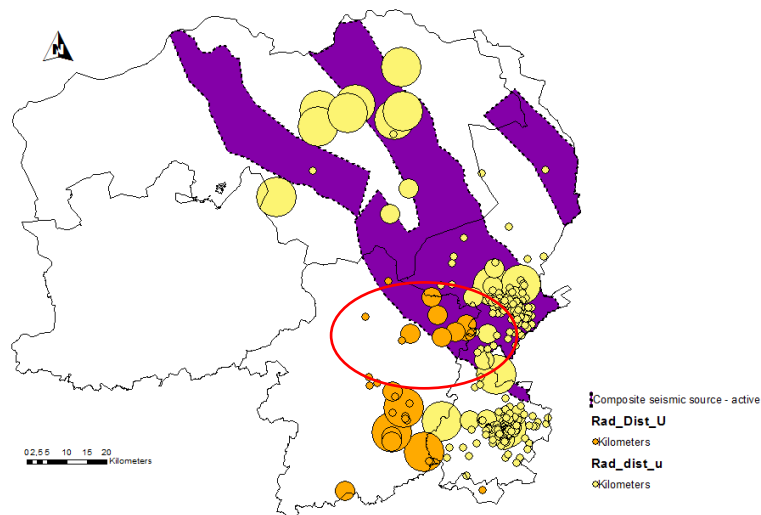 N
Composite seismic source - active
Rad_Dist_U
Kilometers
Rad_dist_u
Kilometers
0 2,5 5 10 15 20
Kilometers